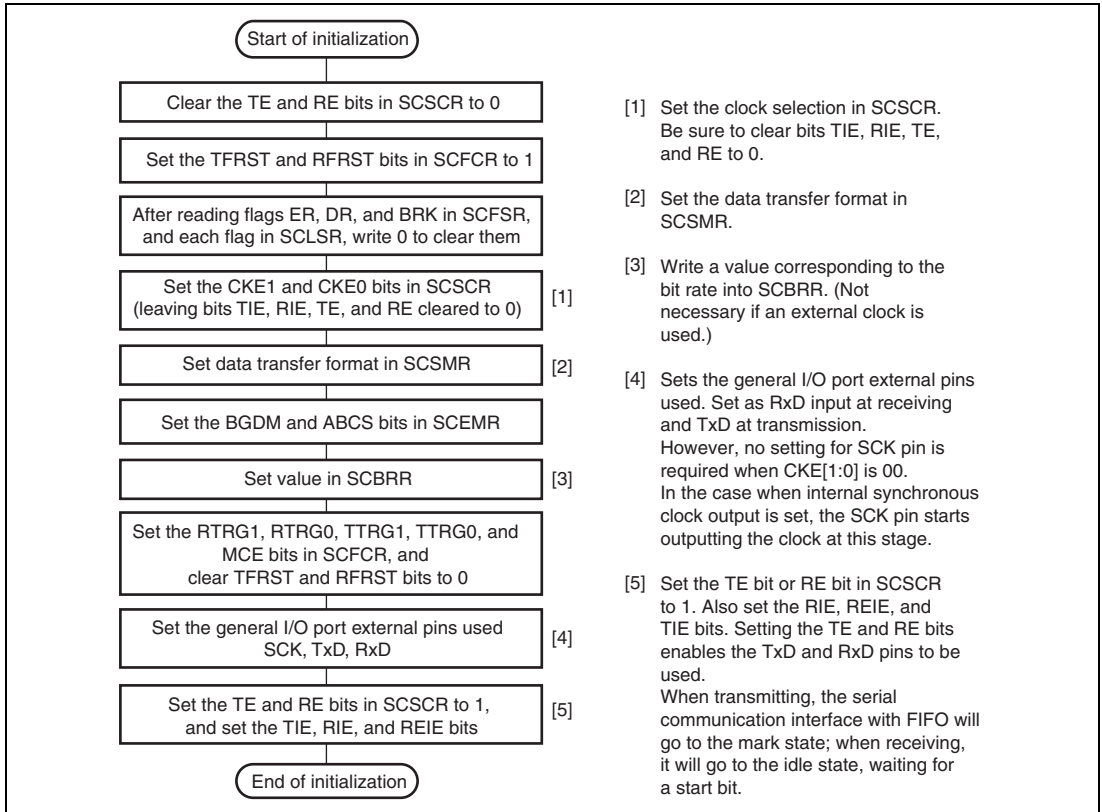 Start of initialization
Clear the TE and RE bits in SCSCR to 0
Set the TFRST and RFRST bits in SCFCR to 1
After reading flags ER, DR, and BRK in SCFSR,
and each flag in SCLSR, write 0 to clear them
Set the CKE1 and CKE0 bits in SCSCR
(leaving bits TIE, RIE, TE, and RE cleared to 0)
[1]
Set data transfer format in SCSMR
[2]
Set the BGDM and ABCS bits in SCEMR
Set value in SCBRR
[3]
Set the RTRG1, RTRG0, TTRG1, TTRG0, and
MCE bits in SCFCR, and
clear TFRST and RFRST bits to 0
Set the general I/O port external pins used
SCK, TxD, RxD
[4]
Set the TE and RE bits in SCSCR to 1,
and set the TIE, RIE, and REIE bits
[5]
End of initialization
[1] Set the clock selection in SCSCR.
Be sure to clear bits TIE, RIE, TE,
and RE to 0.
[2] Set the data transfer format in
SCSMR.
[3] Write a value corresponding to the
bit rate into SCBRR. (Not
necessary if an external clock is
used.)
[4] Sets the general I/O port external pins
used. Set as RxD input at receiving
and TxD at transmission.
However, no setting for SCK pin is
required when CKE[1:0] is 00.
In the case when internal synchronous
clock output is set, the SCK pin starts
outputting the clock at this stage.
[5] Set the TE bit or RE bit in SCSCR
to 1. Also set the RIE, REIE, and
TIE bits. Setting the TE and RE bits
enables the TxD and RxD pins to be
used.
When transmitting, the serial
communication interface with FIFO will
go to the mark state; when receiving,
it will go to the idle state, waiting for
a start bit.